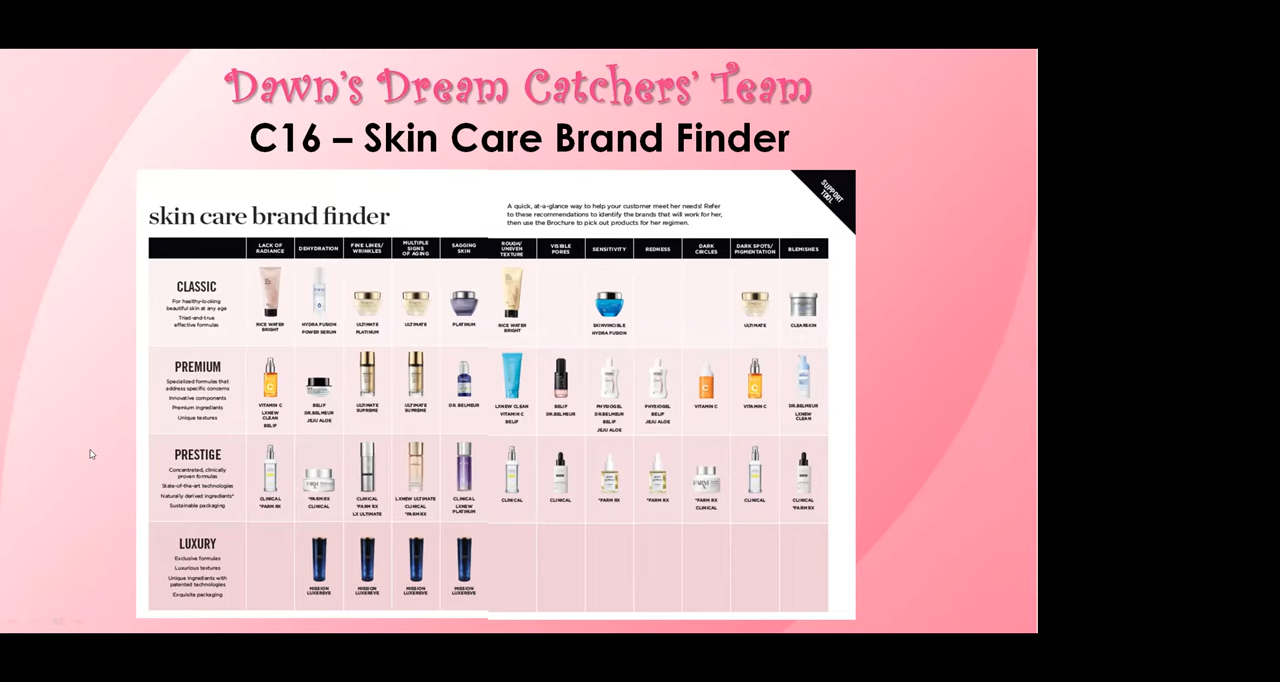 Dawn's Dream Catchers' Team
C16 – Skin Care Brand Finder
SUPPORT
TOOL
skin care brand finder
A quick, at-a-glance way to help your customer meet her needs! Refer
to these recommendations to identify the brands that will work for her,
then use the Brochure to pick out products for her regimen.
LACK OF
RADIANCE
DEHYDRATION
FINE LINES/
WRINKLES
MULTIPLE
SIGNS
OF AGING
SAGGING
SKIN
ROUGH/
UNEVEN
TEXTURE
VISIBLE
PORES
SENSITIVITY
REDNESS
DARK
CIRCLES
DARK SPOTS/
PIGMENTATION
BLEMISHES
CLASSIC
For healthy-looking
beautiful skin at any age
Tried-and-true
effective formulas
RICE WATER
BRIGHT
HYDRA FUSION
POWER SERUM
ULTIMATE
PLATINUM
ULTIMATE
PLATINUM
RICE WATER
BRIGHT
SKINVINCIBLE
HYDRA FUSION
ULTIMATE
CLEARSKIN
PREMIUM
Specialized formulas that
address specific concerns
Innovative components
Premium ingredients
Unique textures
VITAMIN C
LXNEW
CLEAN
BELIF
BELIF
DR.BELMEUR
JEJU ALOE
ULTIMATE
SUPREME
ULTIMATE
SUPREME
DR. BELMEUR
LXNEW CLEAN
VITAMIN C
BELIF
BELIF
DR.BELMEUR
PHYSIOGEL
DR.BELMEUR
BELIF
JEJU ALOE
PHYSIOGEL
BELIF
JEJU ALOE
VITAMIN C
VITAMIN C
DR.BELMEUR
LXNEW
CLEAN
PRESTIGE
Concentrated, clinically
proven formulas
State-of-the-art technologies
Naturally derived ingredients*
Sustainable packaging
CLINICAL
*FARM RX
*FARM RX
CLINICAL
CLINICAL
*FARM RX
LX ULTIMATE
LXNEW ULTIMATE
CLINICAL
*FARM RX
CLINICAL
LXNEW
PLATINUM
CLINICAL
CLINICAL
*FARM RX
*FARM RX
*FARM RX
CLINICAL
CLINICAL
CLINICAL
*FARM RX
LUXURY
Exclusive formulas
Luxurious textures
Unique ingredients with
patented technologies
Exquisite packaging
MISSION
LUXEREVE
MISSION
LUXEREVE
MISSION
LUXEREVE
MISSION
LUXEREVE